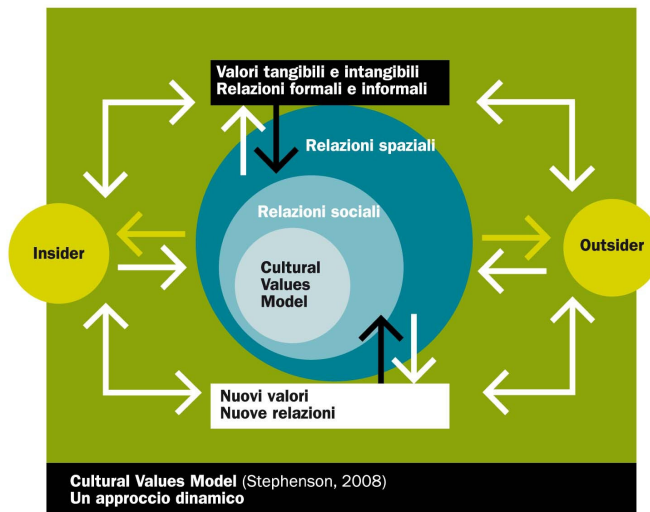 Valori tangibili e intangibili
Relazioni formali e informali
Relazioni spaziali
Relazioni sociali
Insider
Cultural
Values
Model
Outsider
Nuovi valori
Nuove relazioni
Cultural Values Model (Stephenson, 2008)
Un approccio dinamico